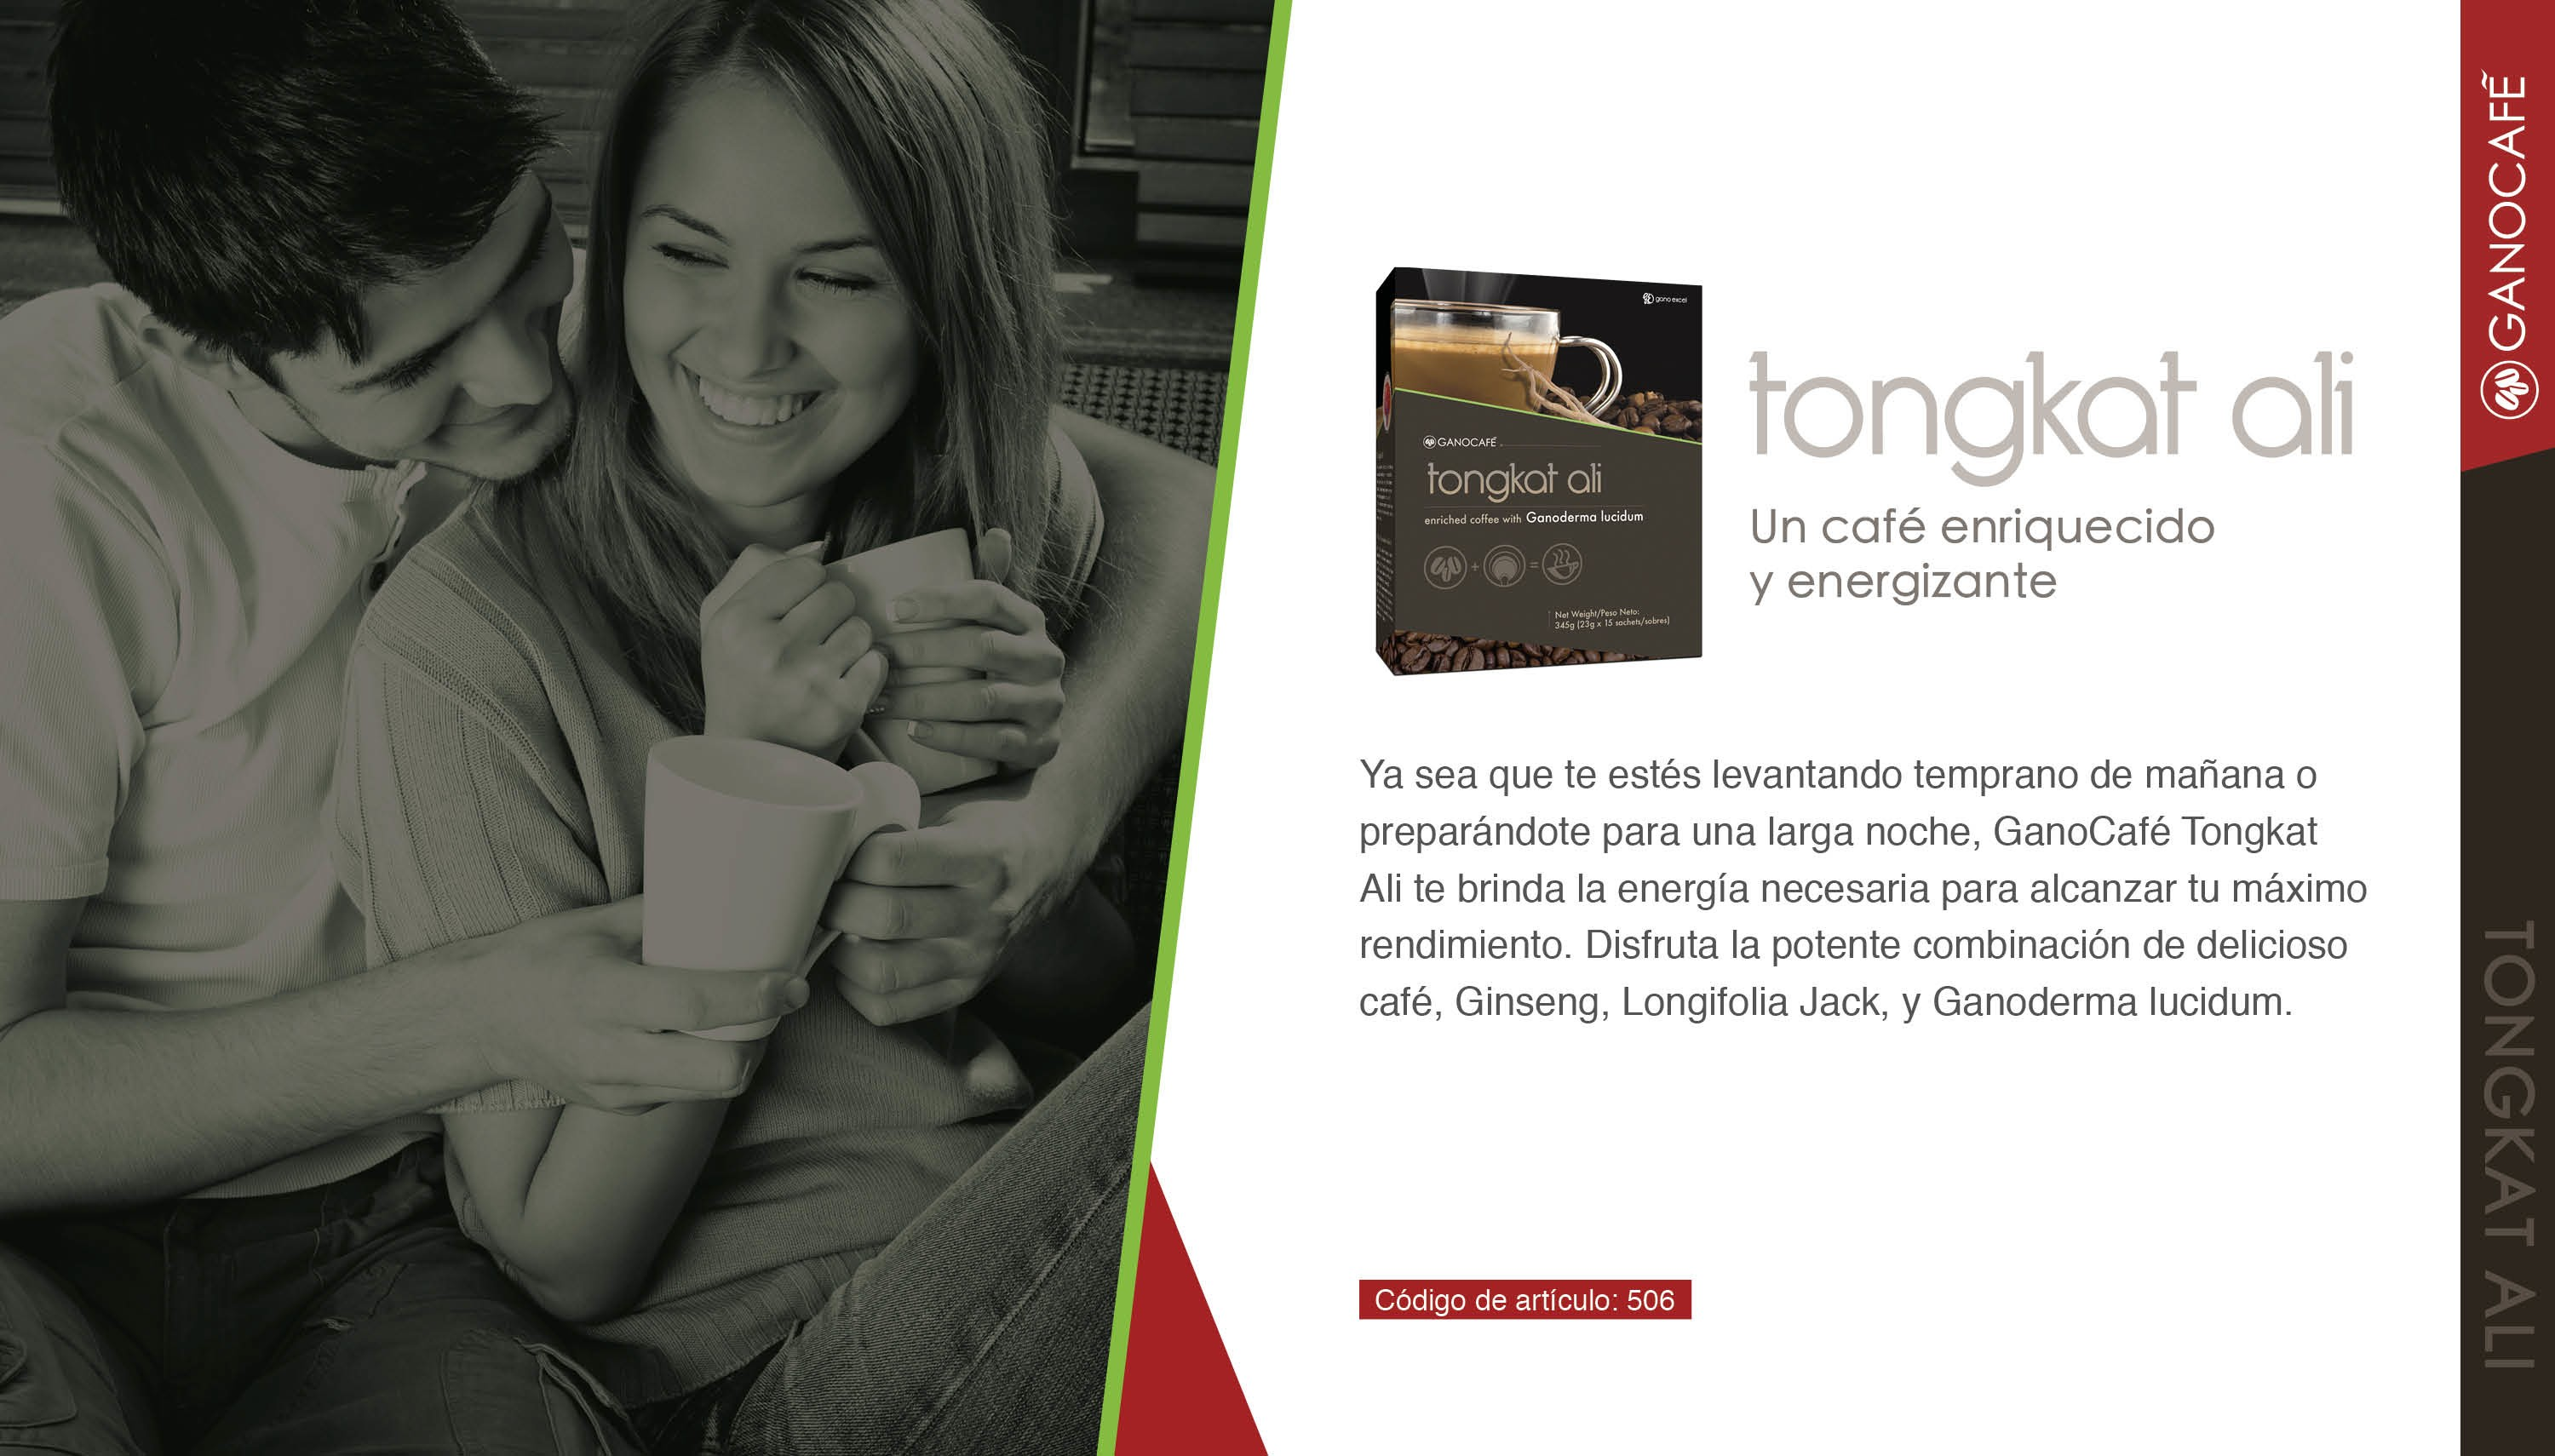 gano excel
GANOCAFÉ
tongkat ali
enriched coffee with Ganoderma lucidum
+ =
Net Weight/Peso Neto:
345g (23g x 15 sachets/sobres)
tongkat ali
Un café enriquecido
y energizante
Ya sea que te estés levantando temprano de mañana o
preparándote para una larga noche, GanoCafé Tongkat
Ali te brinda la energía necesaria para alcanzar tu máximo
rendimiento. Disfruta la potente combinación de delicioso
café, Ginseng, Longifolia Jack, y Ganoderma lucidum.
Código de artículo: 506
GANOCAFÉ
TONGKAT ALI